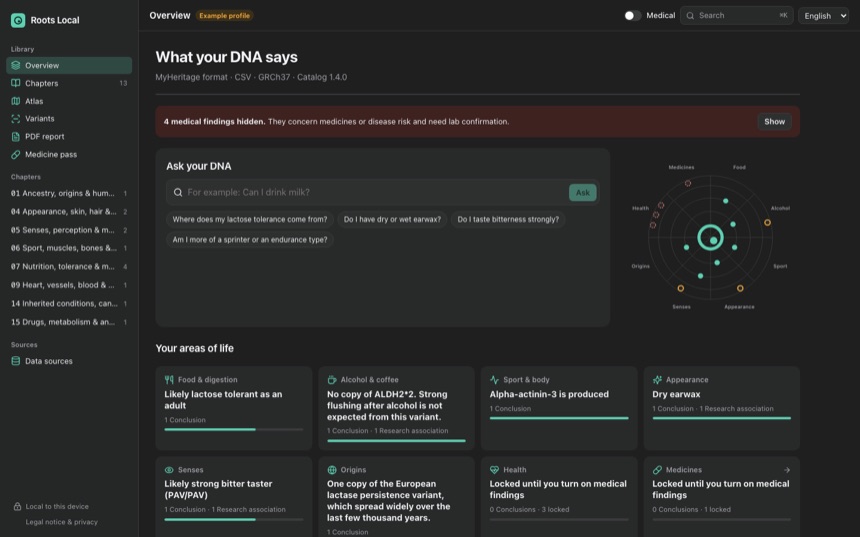 Roots Local
Library
Overview
Chapters 13
Atlas
Variants
PDF report
Medicine pass
Chapters
01 Ancestry, origins & hum... 1
04 Appearance, skin, hair &... 2
05 Senses, perception & m... 2
06 Sport, muscles, bones &... 1
07 Nutrition, tolerance & m... 4
09 Heart, vessels, blood & ... 1
14 Inherited conditions, can... 1
15 Drugs, metabolism & an... 1
Sources
Data sources
Local to this device
Legal notice & privacy
Overview Example profile
Medical
Search ⌘K
English
What your DNA says
MyHeritage format · CSV · GRCh37 · Catalog 1.4.0
4 medical findings hidden. They concern medicines or disease risk and need lab confirmation.
Show
Ask your DNA
For example: Can I drink milk?
Ask
Where does my lactose tolerance come from? Do I have dry or wet earwax? Do I taste bitterness strongly?
Am I more of a sprinter or an endurance type?
Medicines Food
Health Alcohol
Origins Sport
Senses Appearance
Your areas of life
Food & digestion
Likely lactose tolerant as an
adult
1 Conclusion
Alcohol & coffee
No copy of ALDH2*2. Strong
flushing after alcohol is not
expected from this variant.
1 Conclusion · 1 Research association
Sport & body
Alpha-actinin-3 is produced
1 Conclusion
Appearance
Dry earwax
1 Conclusion · 1 Research association
Senses
Likely strong bitter taster
(PAV/PAV)
1 Conclusion · 1 Research association
Origins
One copy of the European
lactase persistence variant,
which spread widely over the
last few thousand years.
1 Conclusion
Health
Locked until you turn on medical
findings
0 Conclusions · 3 locked
Medicines →
Locked until you turn on medical
findings
0 Conclusions · 1 locked